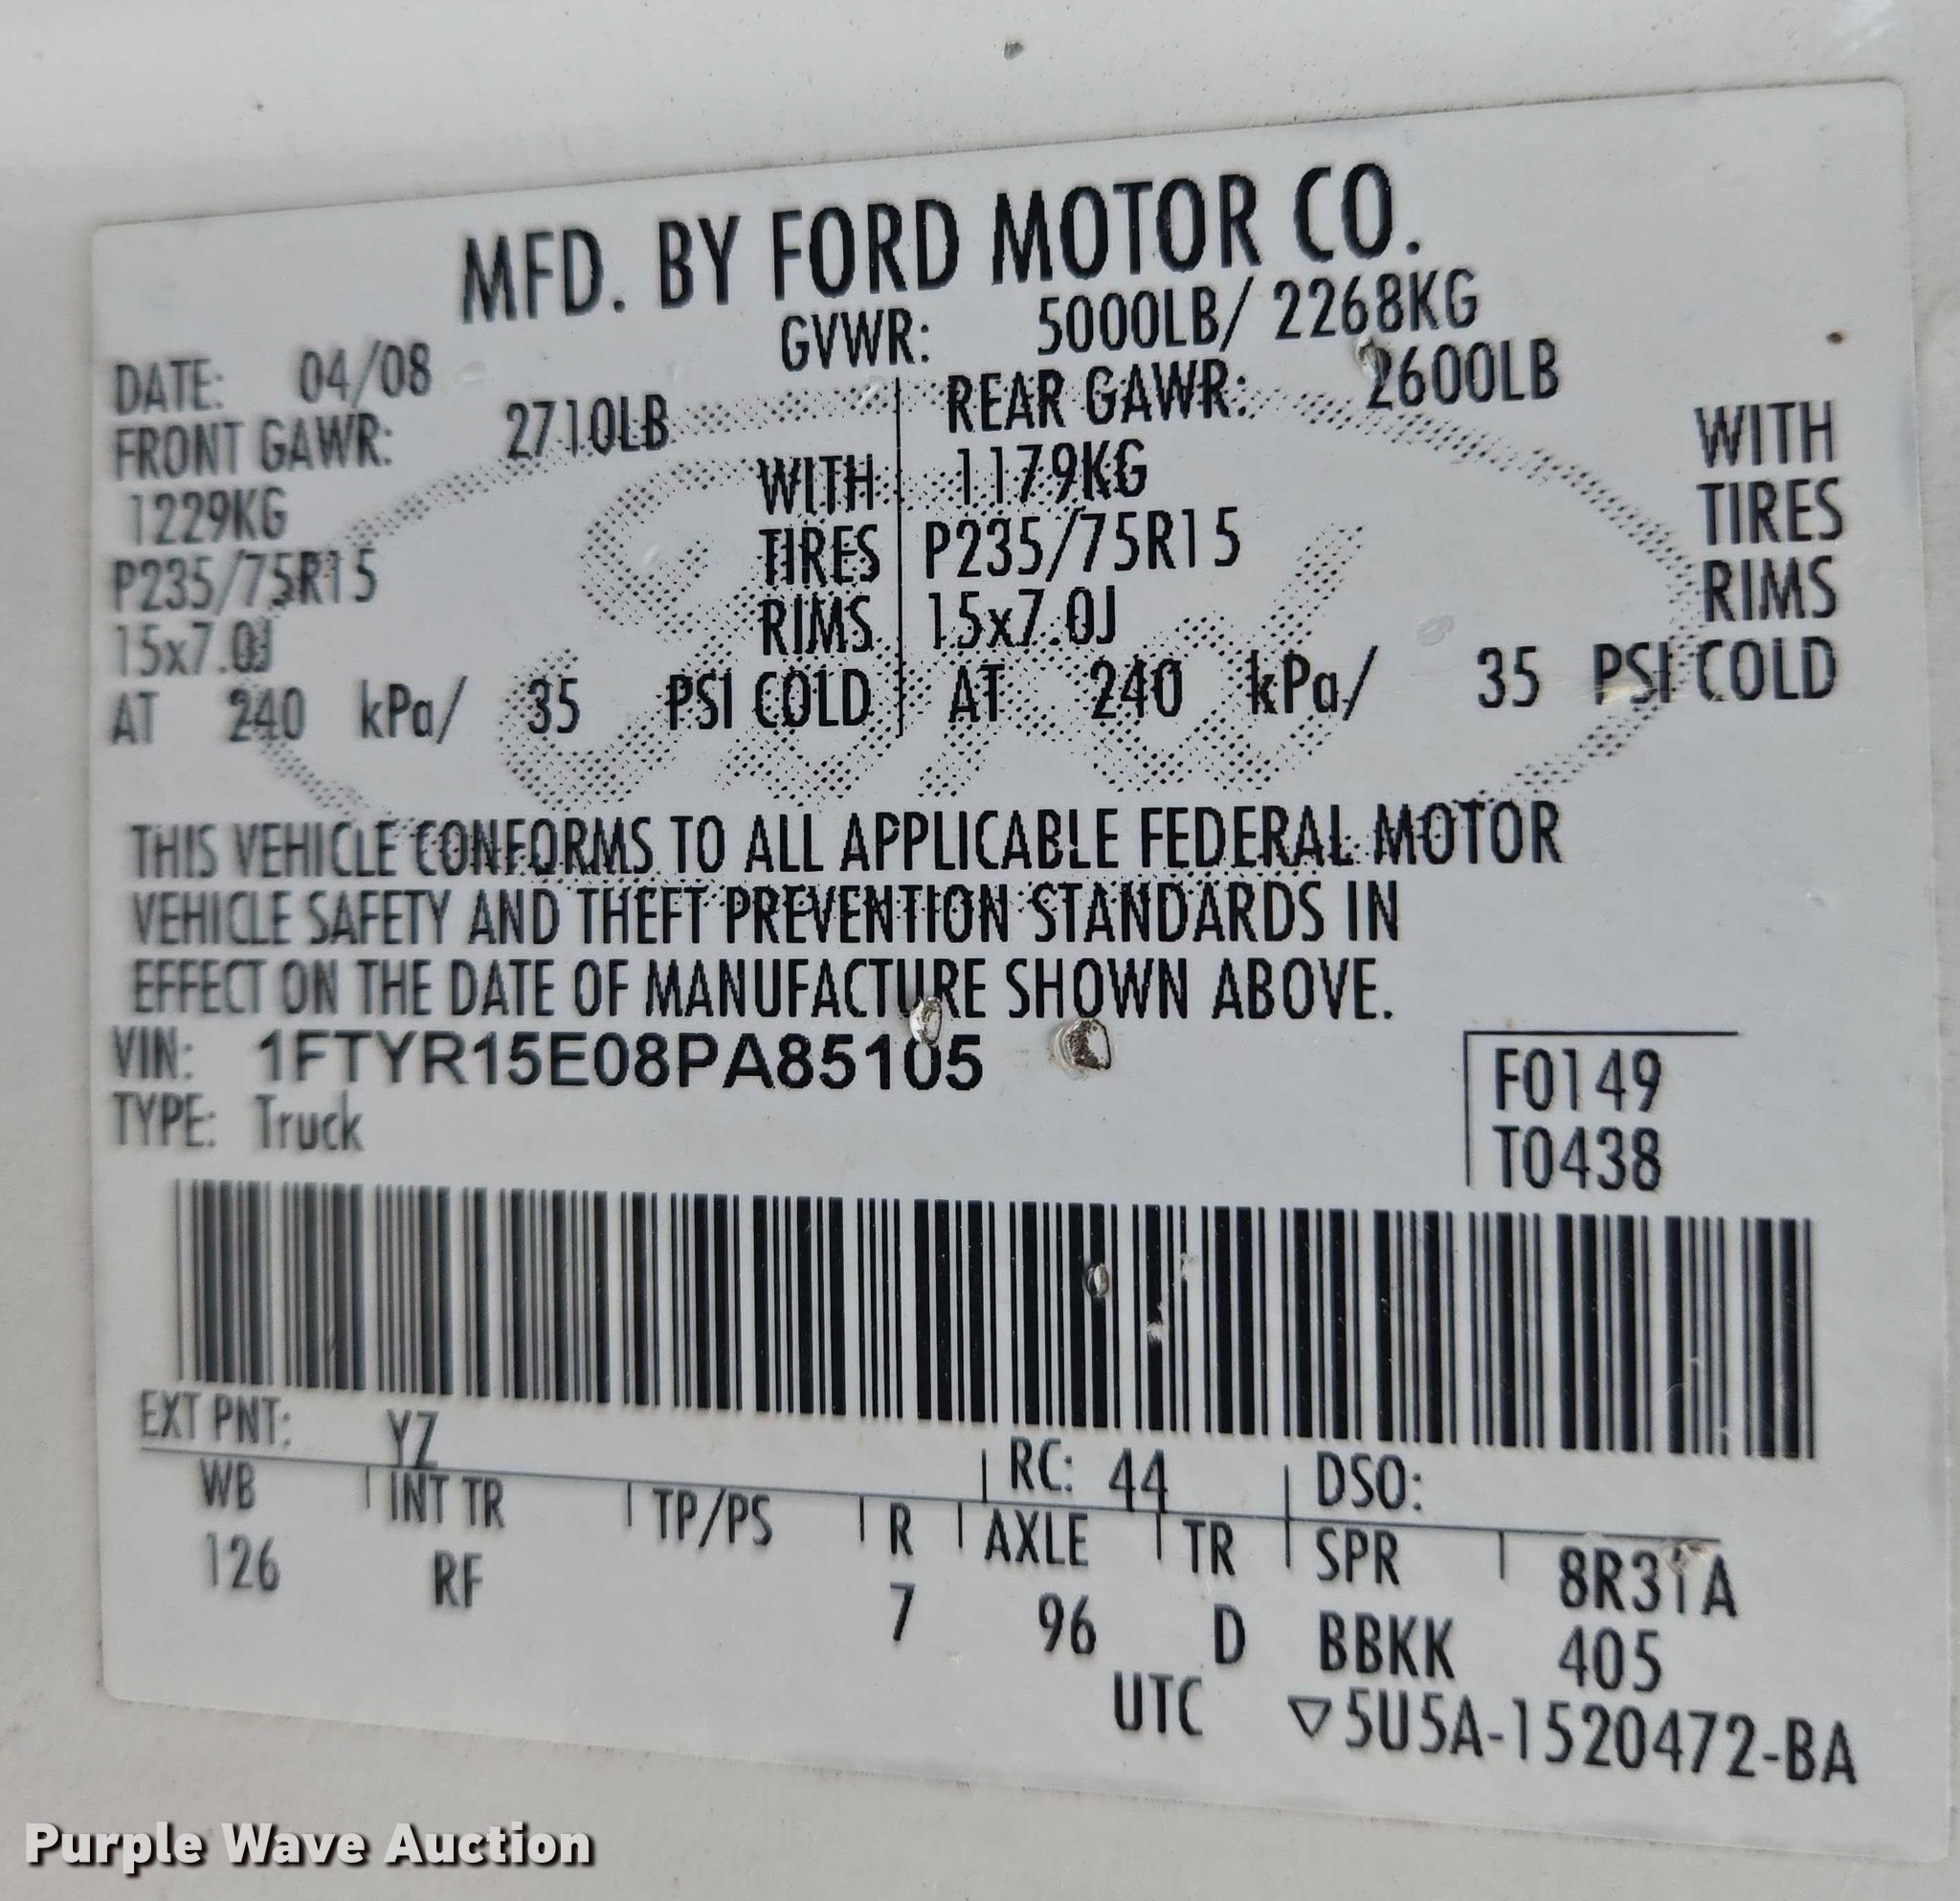 MFD. BY FORD MOTOR CO.
DATE: 04/08 GVWR: 5000LB/ 2268KG
FRONT GAWR: 2710LB REAR GAWR: 2600LB
1229KG WITH 1179KG WITH
P235/75R15 TIRES P235/75R15 TIRES
15x7.0J RIMS 15x7.0J RIMS
AT 240 kPa/ 35 PSI COLD AT 240 kPa/ 35 PSI COLD
THIS VEHICLE CONFORMS TO ALL APPLICABLE FEDERAL MOTOR
VEHICLE SAFETY AND THEFT PREVENTION STANDARDS IN
EFFECT ON THE DATE OF MANUFACTURE SHOWN ABOVE.
VIN: 1FTYR15E08PA85105 F0149
TYPE: Truck T0438
EXT PNT: YZ RC: 44 DSO:
WB INT TR TP/PS R AXLE TR SPR 8R31A
126 RF 7 96 D BBKK 405
UTC ▽5U5A-1520472-BA
Ford
Purple Wave Auction